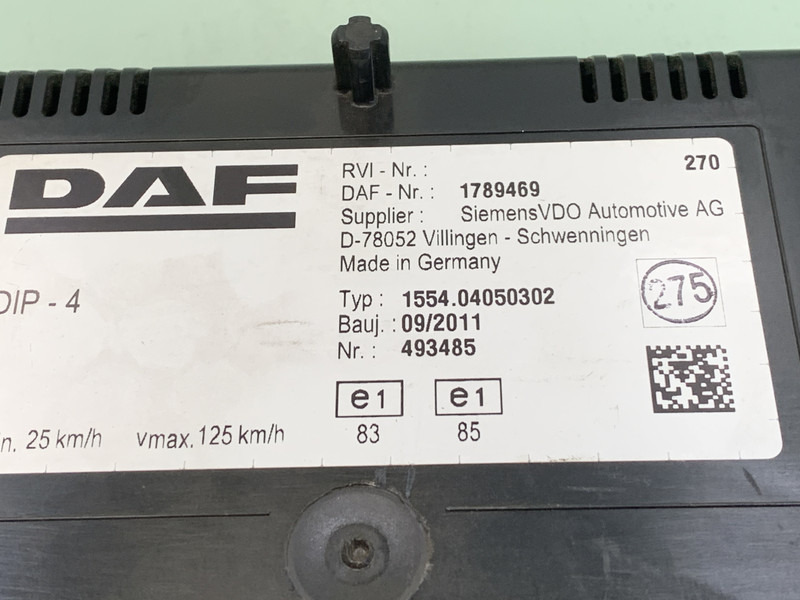 DAF
DIP - 4
RVI - Nr. : 270
DAF - Nr. : 1789469
Supplier : SiemensVDO Automotive AG
D-78052 Villingen - Schwenningen
Made in Germany
Typ : 1554.04050302
Bauj. : 09/2011
Nr. : 493485
275
e1 e1
83 85
25 km/h vmax. 125 km/h